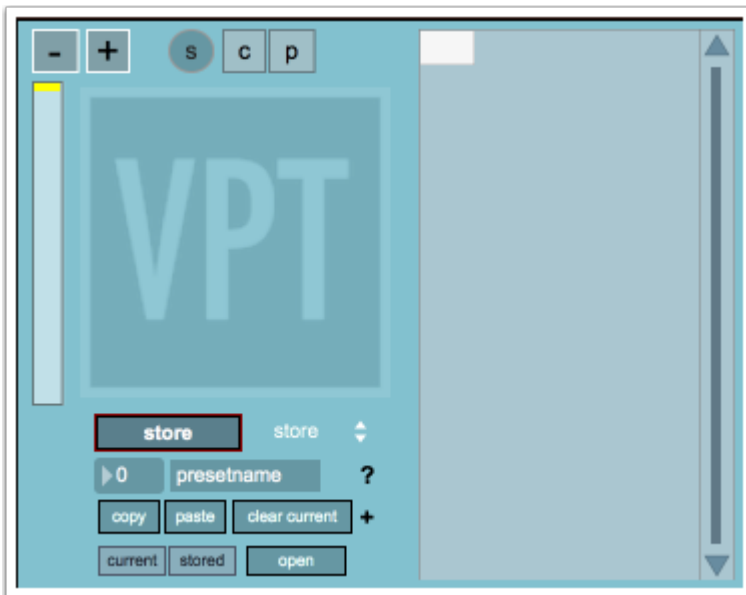 - + s c p
VPT
store store
0 presetname ?
copy paste clear current +
current stored open